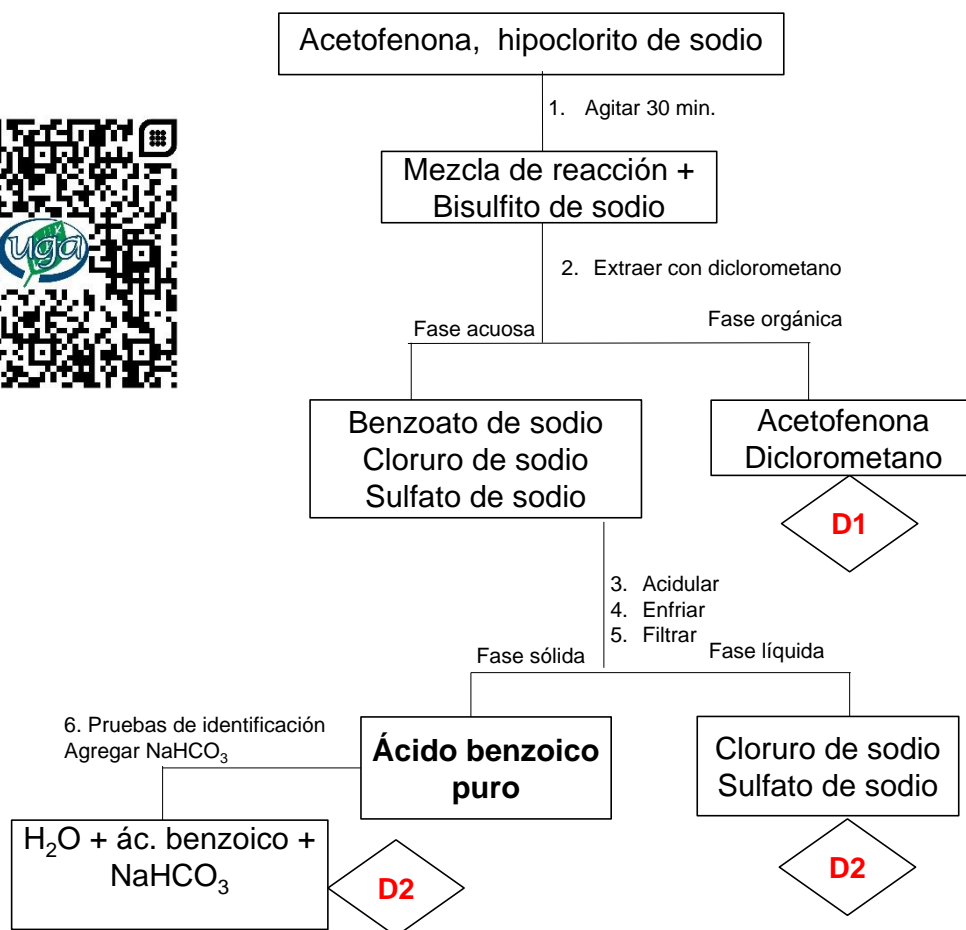 Acetofenona, hipoclorito de sodio
1. Agitar 30 min.
Mezcla de reacción +
Bisulfito de sodio
uga
2. Extraer con diclorometano
Fase acuosa
Fase orgánica
Benzoato de sodio
Cloruro de sodio
Sulfato de sodio
Acetofenona
Diclorometano
D1
3. Acidular
4. Enfriar
5. Filtrar
Fase sólida
Fase líquida
6. Pruebas de identificación
Agregar NaHCO₃
Ácido benzoico
puro
Cloruro de sodio
Sulfato de sodio
H₂O + ác. benzoico +
NaHCO₃
D2
D2